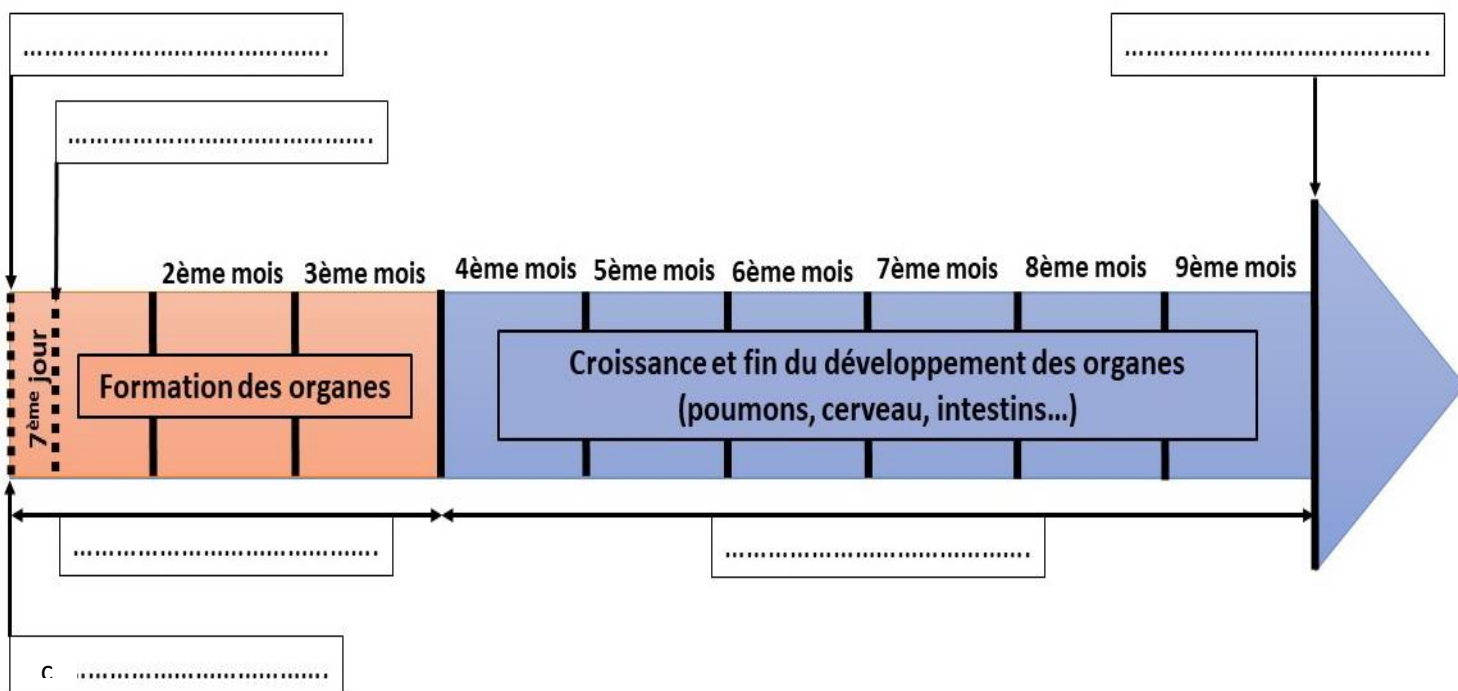 ……………………………………….
……………………………………….
……………………………………….
2ème mois
3ème mois
4ème mois
5ème mois
6ème mois
7ème mois
8ème mois
9ème mois
7ème jour
Formation des organes
Croissance et fin du développement des organes
(poumons, cerveau, intestins...)
……………………………………….
……………………………………….
c ……………………………………….